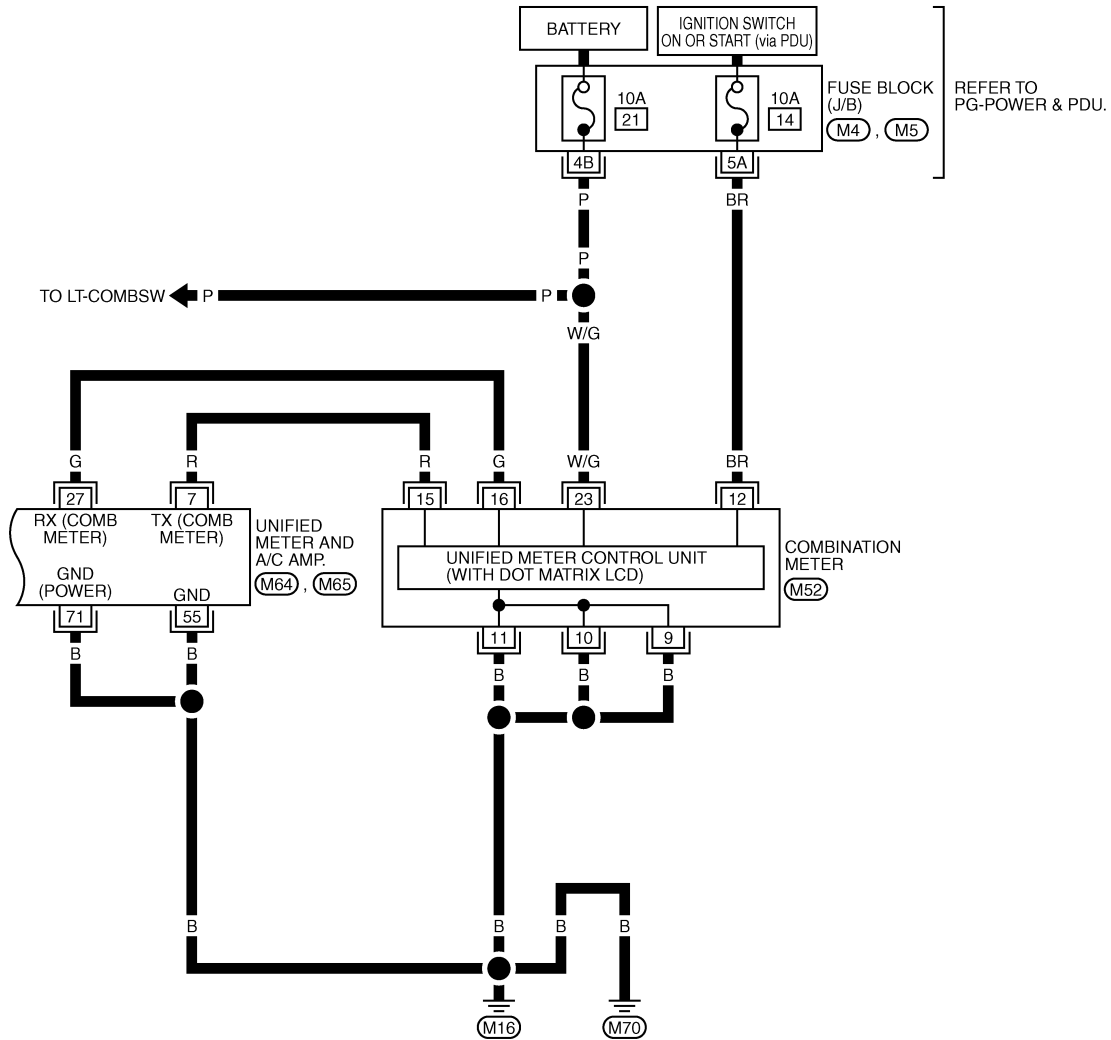 BATTERY
IGNITION SWITCH
ON OR START (via PDU)
10A
21
10A
14
FUSE BLOCK
(J/B)
M4 , M5
REFER TO
PG-POWER & PDU.
4B
5A
P
BR
P
TO LT-COMBSW
P
P
W/G
G
R
R
G
W/G
BR
27
7
15
16
23
12
RX (COMB
METER)
TX (COMB
METER)
UNIFIED
METER AND
A/C AMP.
M64 , M65
GND
(POWER)
GND
UNIFIED METER CONTROL UNIT
(WITH DOT MATRIX LCD)
COMBINATION
METER
M52
71
55
11
10
9
B
B
B
B
B
B
B
B
B
M16
M70